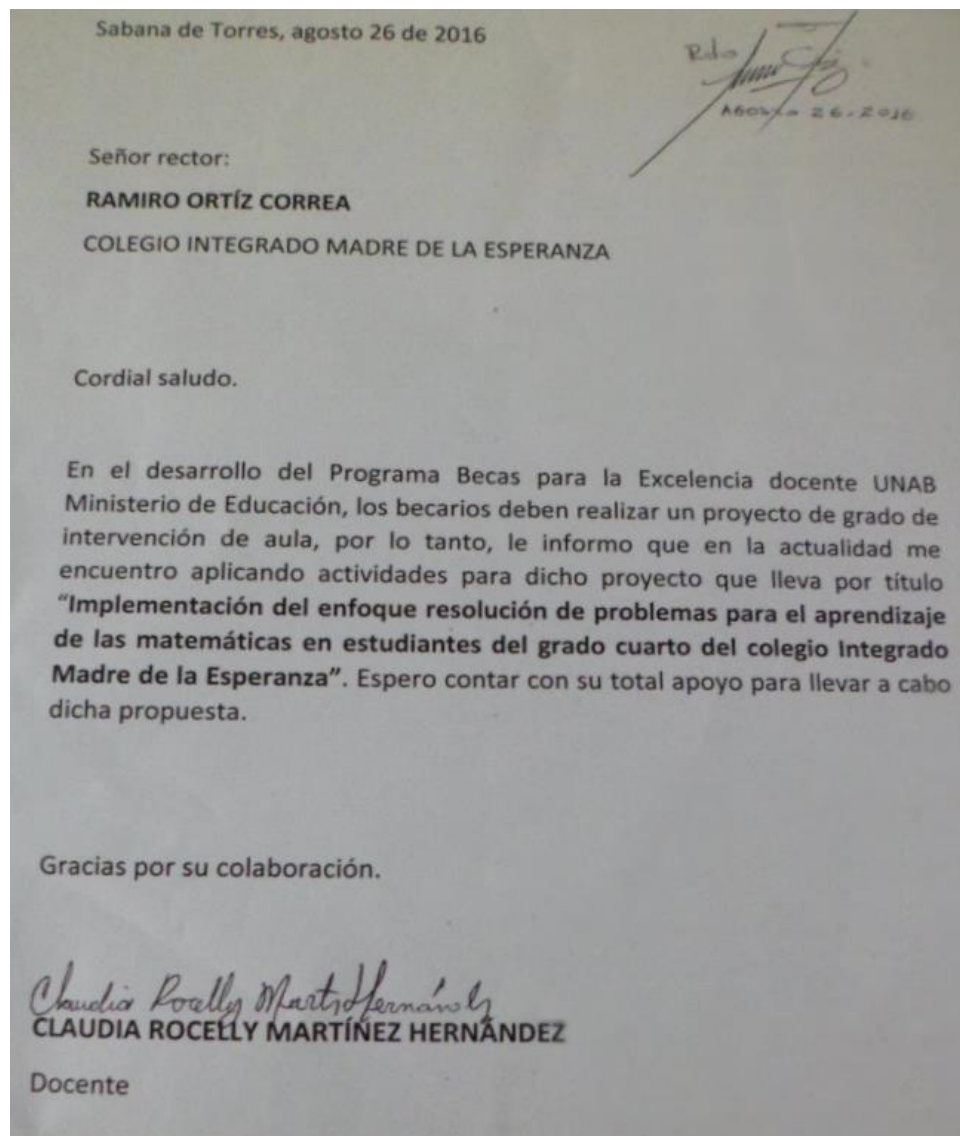 Sabana de Torres, agosto 26 de 2016
Rdo
Agosto 26. 2016
Señor rector:
RAMIRO ORTÍZ CORREA
COLEGIO INTEGRADO MADRE DE LA ESPERANZA
Cordial saludo.
En el desarrollo del Programa Becas para la Excelencia docente UNAB
Ministerio de Educación, los becarios deben realizar un proyecto de grado de
intervención de aula, por lo tanto, le informo que en la actualidad me
encuentro aplicando actividades para dicho proyecto que lleva por título
“Implementación del enfoque resolución de problemas para el aprendizaje
de las matemáticas en estudiantes del grado cuarto del colegio Integrado
Madre de la Esperanza”. Espero contar con su total apoyo para llevar a cabo
dicha propuesta.
Gracias por su colaboración.
Claudia Rocelly Martínez Hernández
CLAUDIA ROCELLY MARTÍNEZ HERNÁNDEZ
Docente